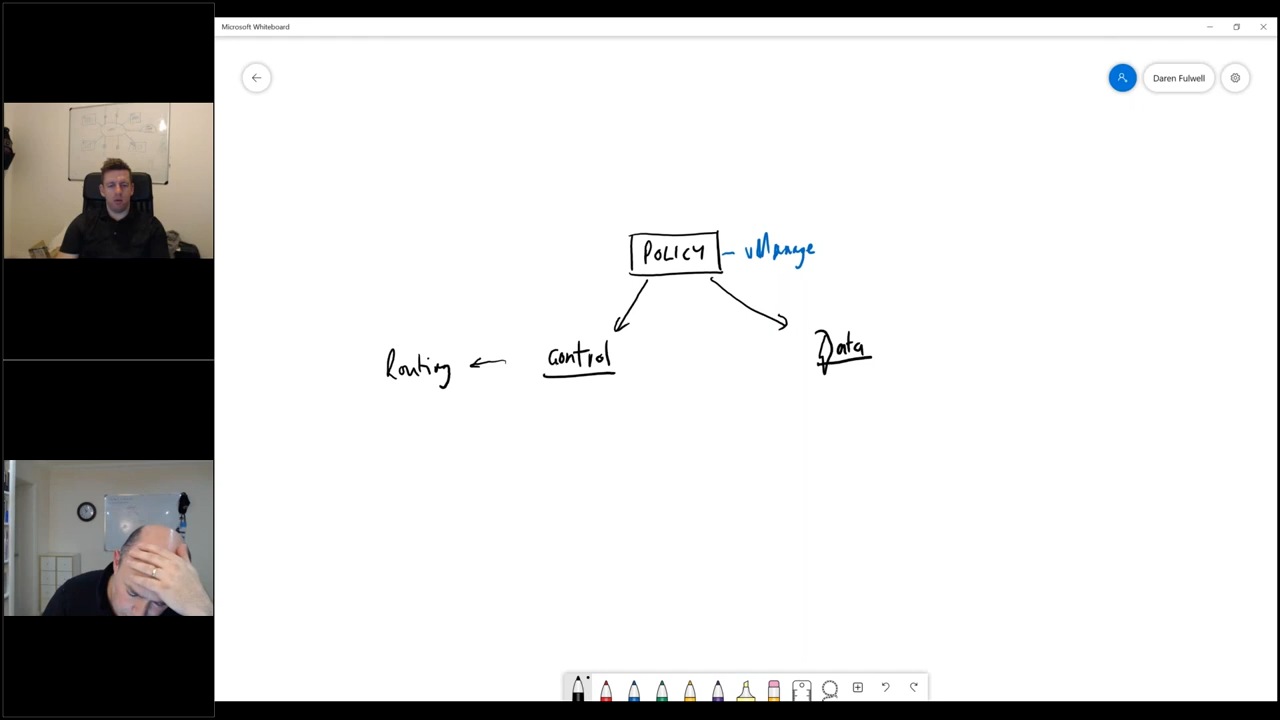 Microsoft Whiteboard
Daren Fulwell
POLICY - vManage
Routing ← Control
Data